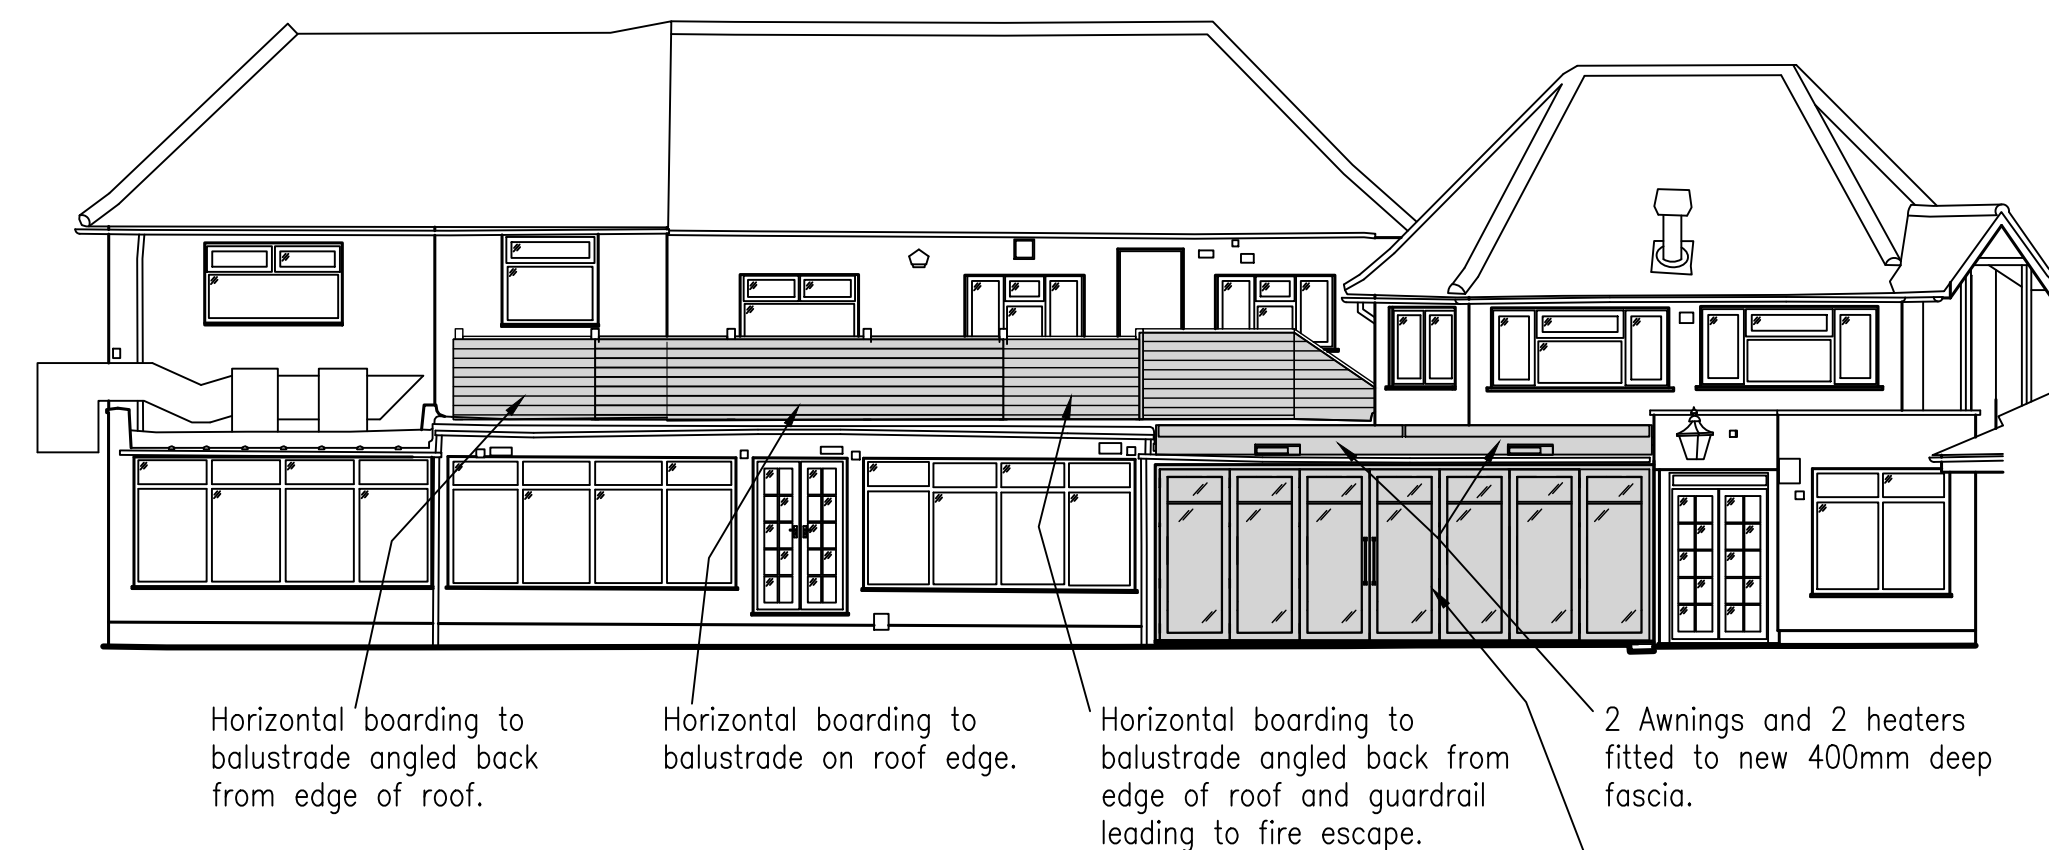 Horizontal boarding to
balustrade angled back
from edge of roof.
Horizontal boarding to
balustrade on roof edge.
Horizontal boarding to
balustrade angled back from
edge of roof and guardrail
leading to fire escape.
2 Awnings and 2 heaters
fitted to new 400mm deep
fascia.